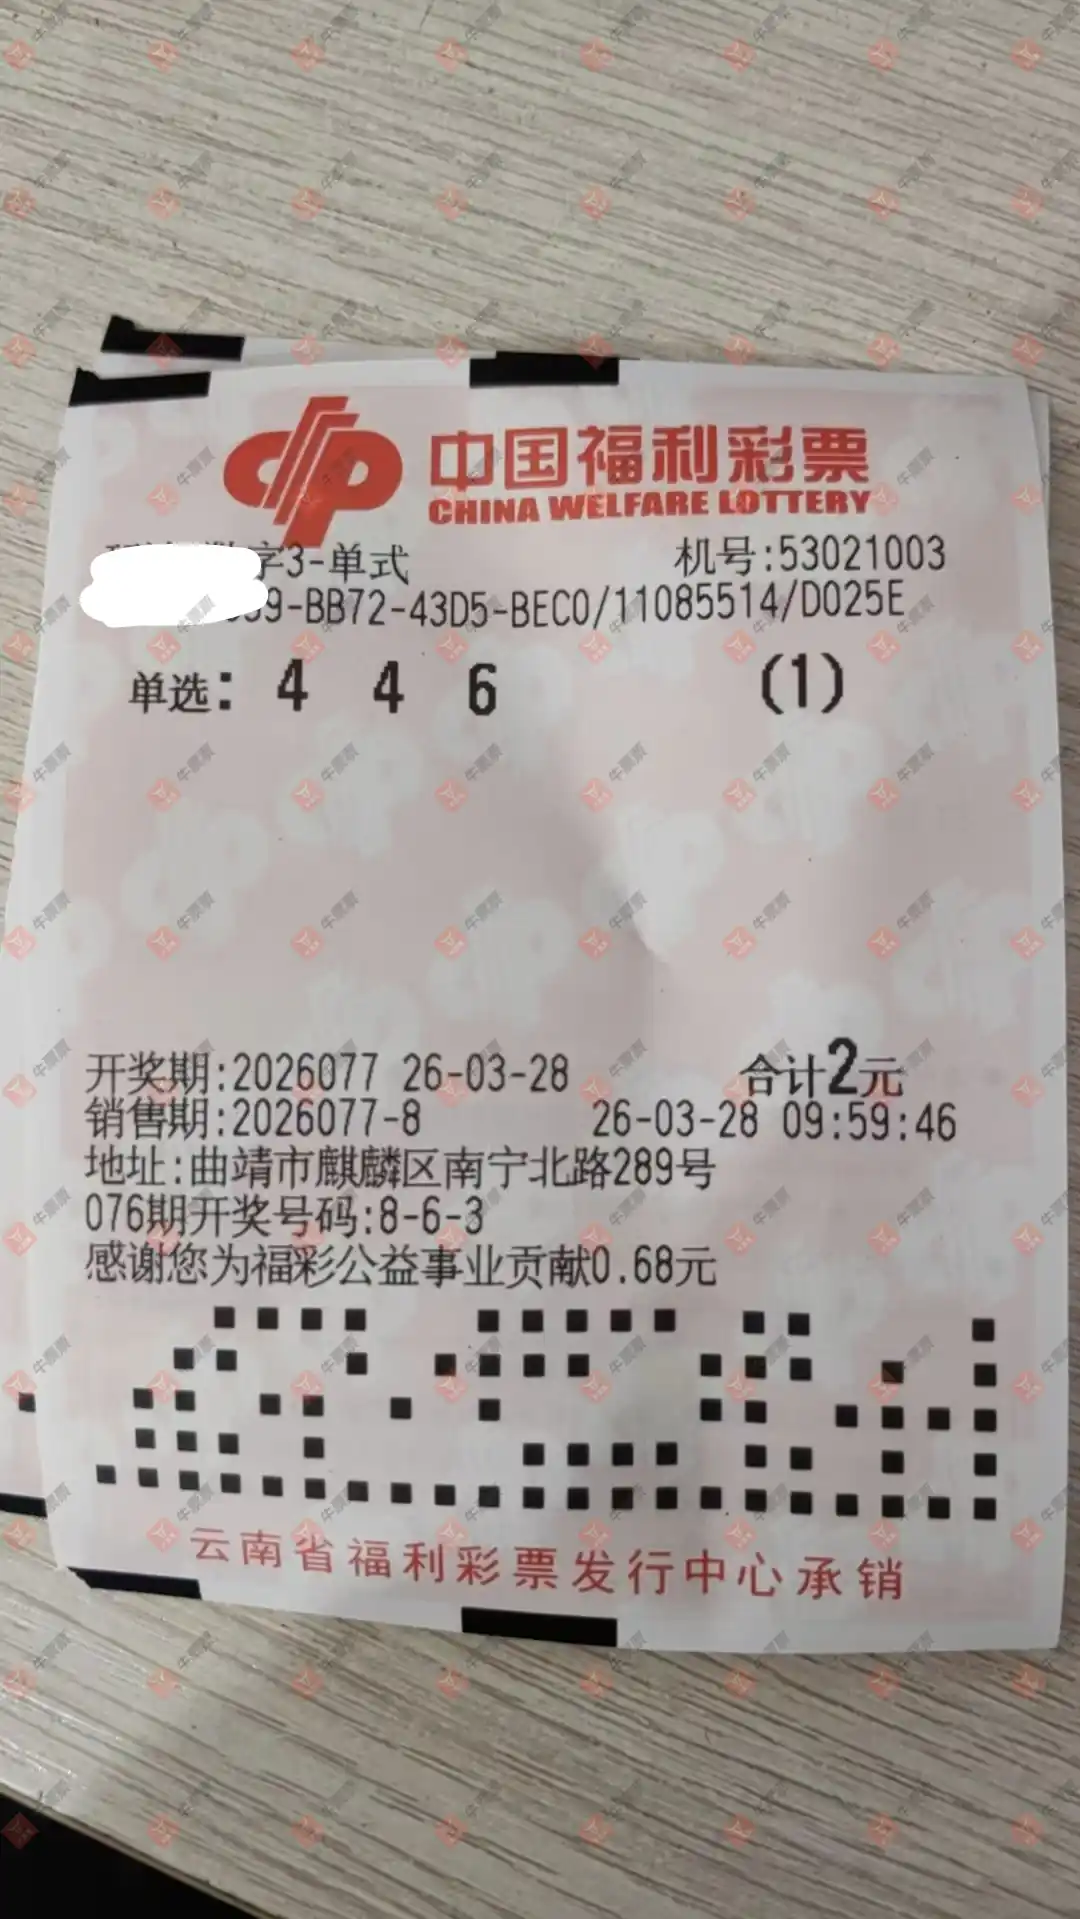 中国福利彩票
CHINA WELFARE LOTTERY
字3-单式 机号:53021003
9-BB72-43D5-BEC0/11085514/D025E
单选: 4 4 6 (1)
开奖期:2026077 26-03-28 合计2元
销售期:2026077-8 26-03-28 09:59:46
地址:曲靖市麒麟区南宁北路289号
076期开奖号码:8-6-3
感谢您为福彩公益事业贡献0.68元
云南省福利彩票发行中心承销
牛票票